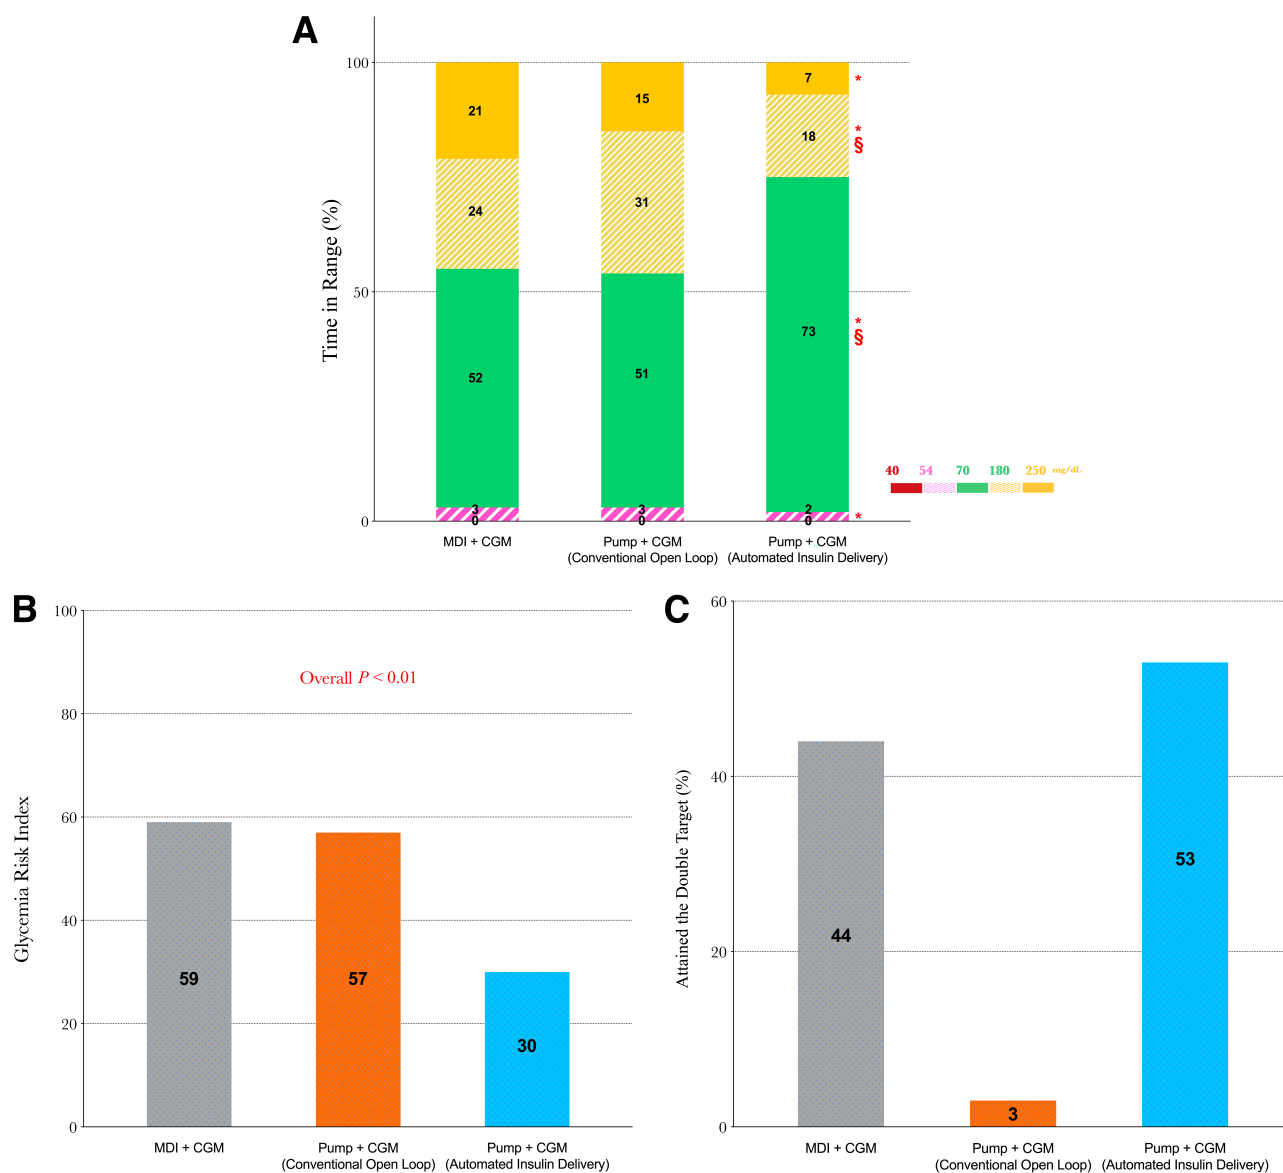 A
Time in Range (%)
100
50
0
21
24
52
3
0
15
31
51
3
0
7
*
18
*
§
73
*
§
2
0
*
40 54 70 180 250 mg/dL
MDI + CGM
Pump + CGM
(Conventional Open Loop)
Pump + CGM
(Automated Insulin Delivery)
B
Glycemia Risk Index
100
80
60
40
20
0
Overall P < 0.01
59
57
30
MDI + CGM
Pump + CGM
(Conventional Open Loop)
Pump + CGM
(Automated Insulin Delivery)
C
Attained the Double Target (%)
60
40
20
0
44
3
53
MDI + CGM
Pump + CGM
(Conventional Open Loop)
Pump + CGM
(Automated Insulin Delivery)